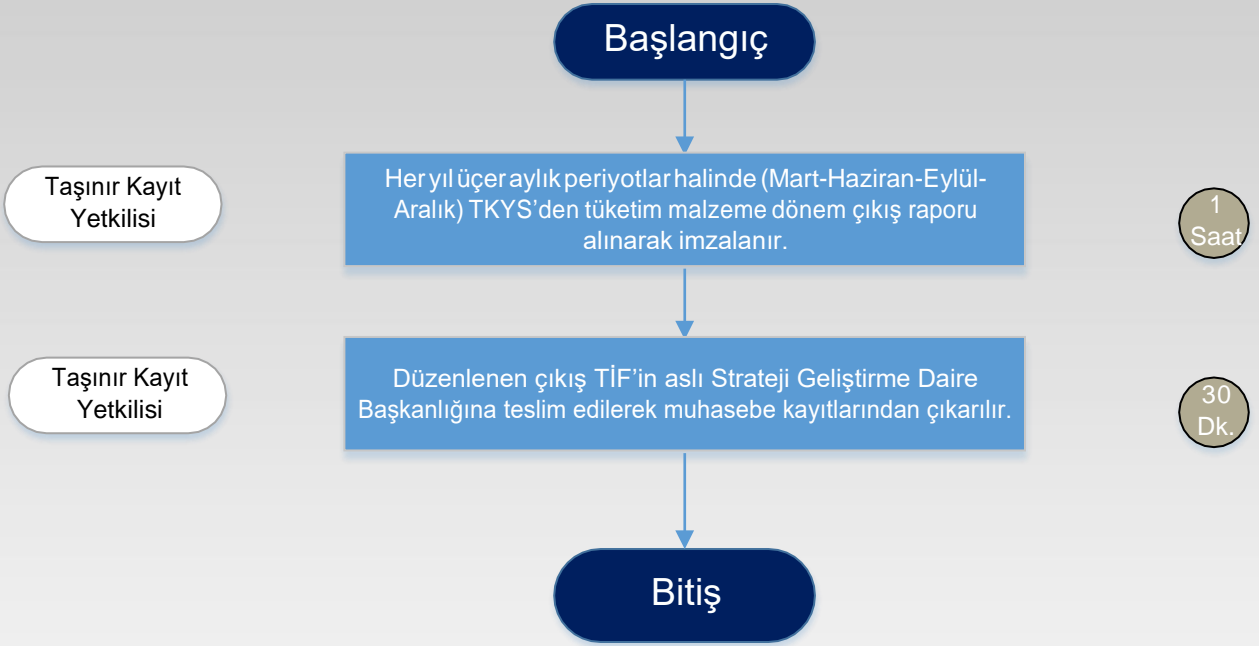 Başlangıç
Taşınır Kayıt
Yetkilisi
Her yıl üçer aylık periyotlar halinde (Mart-Haziran-Eylül-
Aralık) TKYS’den tüketim malzeme dönem çıkış raporu
alınarak imzalanır.
1
Saat
Taşınır Kayıt
Yetkilisi
Düzenlenen çıkış TİF’in aslı Strateji Geliştirme Daire
Başkanlığına teslim edilerek muhasebe kayıtlarından çıkarılır.
30
Dk.
Bitiş